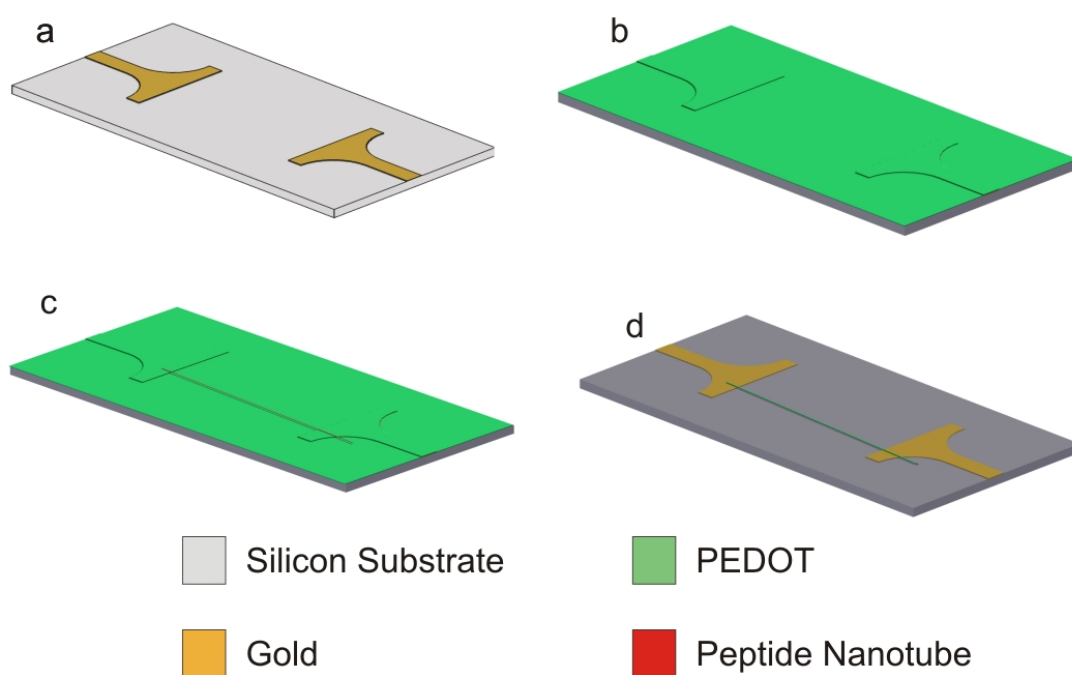 a
b
c
d
Silicon Substrate
PEDOT
Gold
Peptide Nanotube